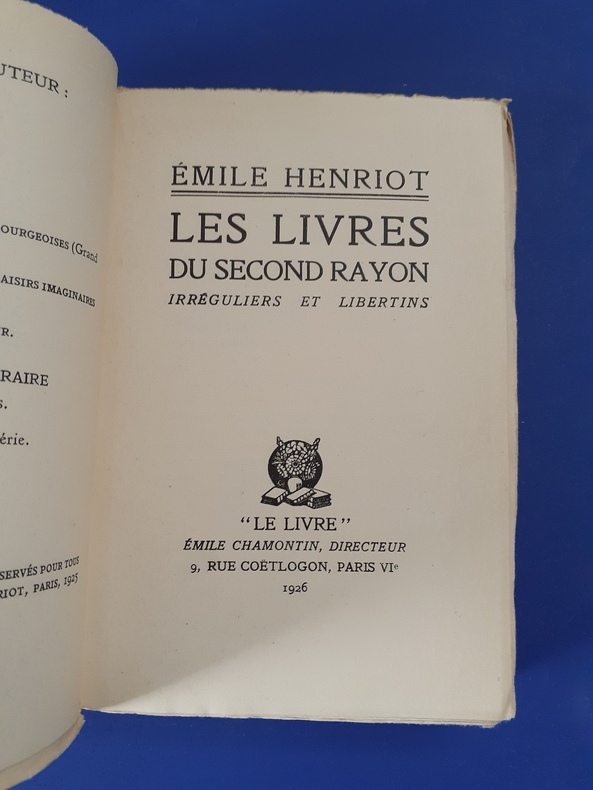 UTEUR :
OURGEOISES (Grand
AISIRS IMAGINAIRES
R.
RAIRE
S.
érie.
SERVÉS POUR TOUS
RIOT, PARIS, 1925
ÉMILE HENRIOT
LES LIVRES
DU SECOND RAYON
IRRÉGULIERS ET LIBERTINS
"LE LIVRE"
ÉMILE CHAMONTIN, DIRECTEUR
9, RUE COËTLOGON, PARIS VIe
1926